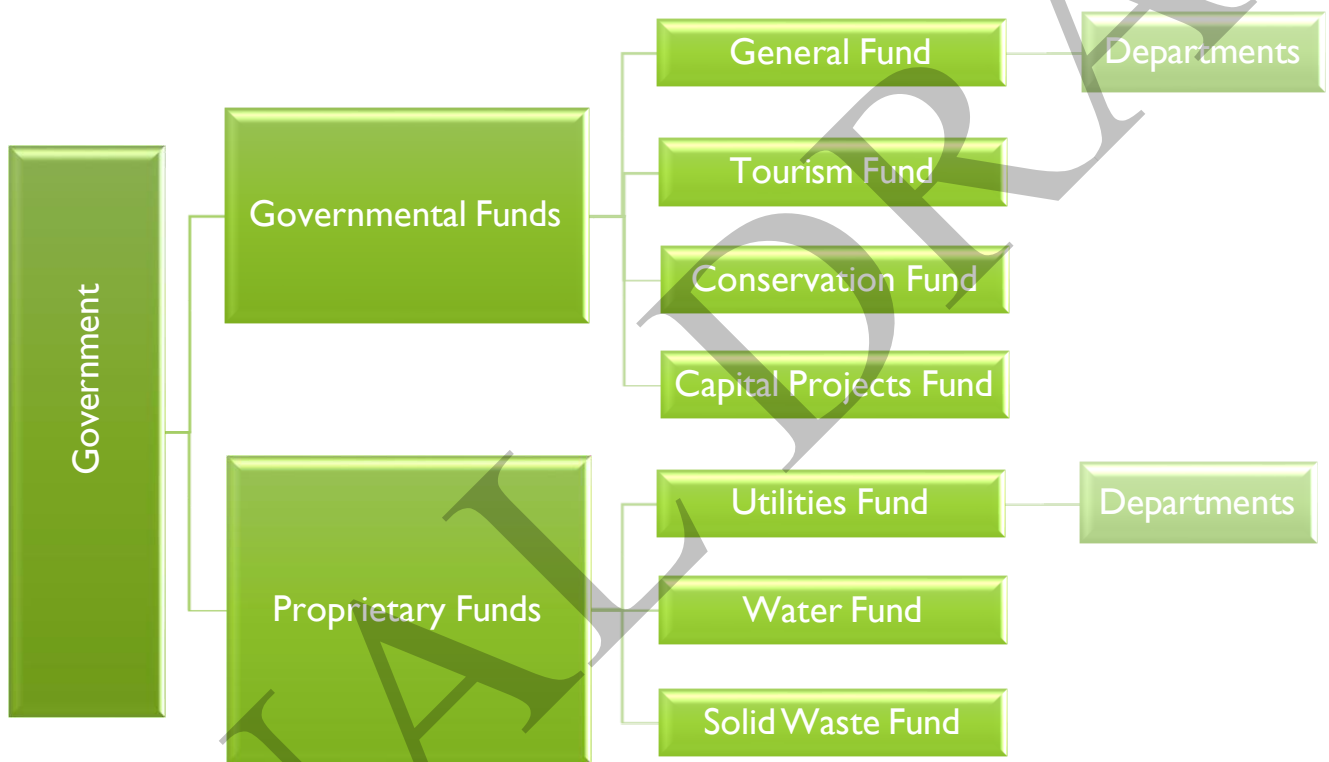 Government
Governmental Funds
General Fund
Departments
Tourism Fund
Conservation Fund
Capital Projects Fund
Proprietary Funds
Utilities Fund
Departments
Water Fund
Solid Waste Fund